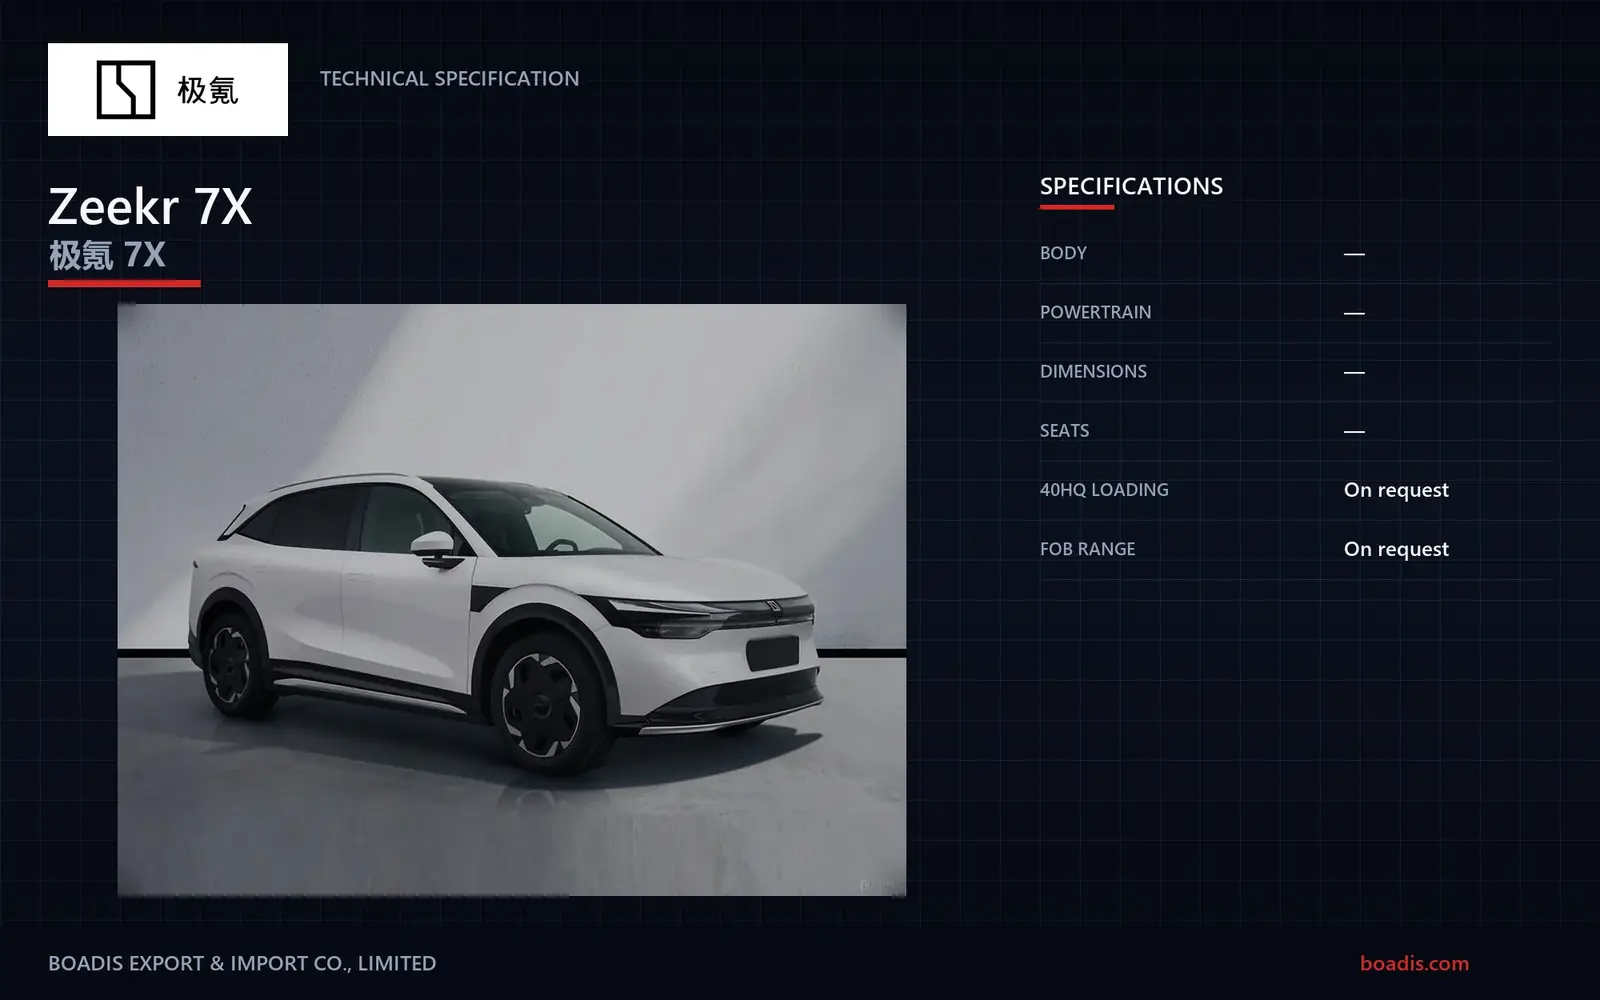 极氪
TECHNICAL SPECIFICATION
Zeekr 7X
极氪 7X
SPECIFICATIONS
BODY —
POWERTRAIN —
DIMENSIONS —
SEATS —
40HQ LOADING On request
FOB RANGE On request
BOADIS EXPORT & IMPORT CO., LIMITED
boadis.com